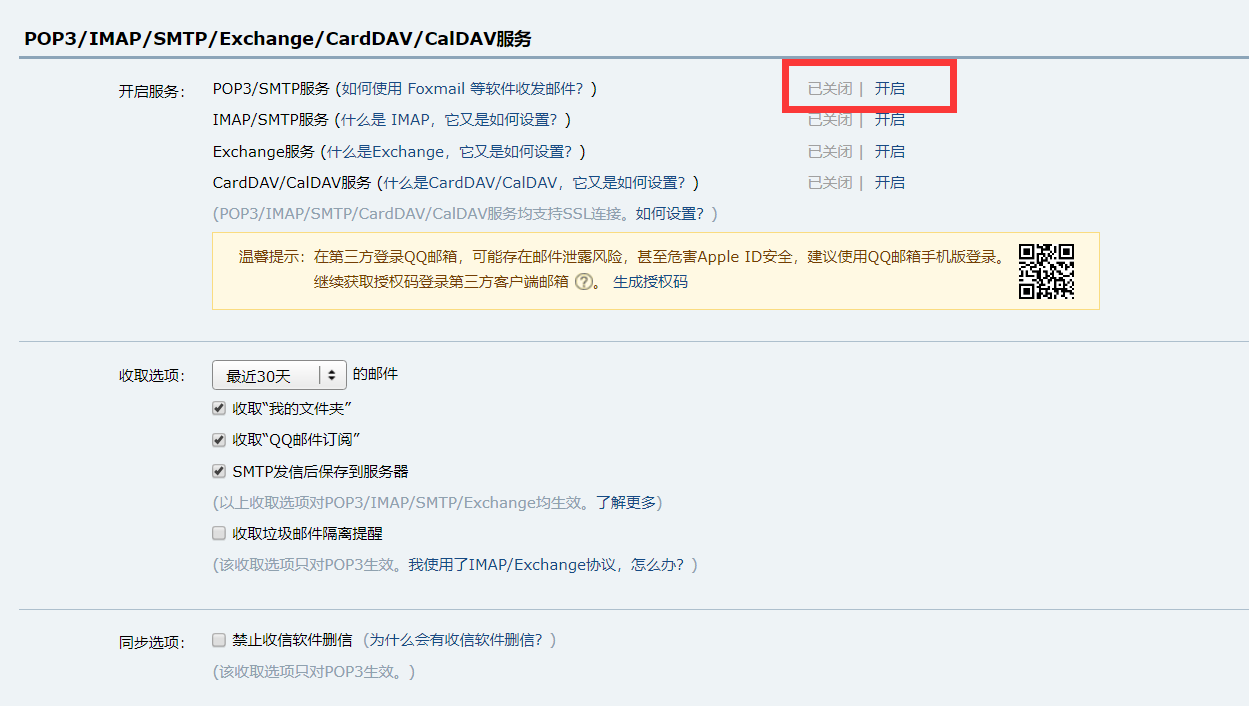 POP3/IMAP/SMTP/Exchange/CardDAV/CalDAV服务
开启服务： POP3/SMTP服务 (如何使用 Foxmail 等软件收发邮件？) 已关闭 | 开启
IMAP/SMTP服务 (什么是 IMAP，它又是如何设置？) 已关闭 | 开启
Exchange服务 (什么是Exchange，它又是如何设置？) 已关闭 | 开启
CardDAV/CalDAV服务 (什么是CardDAV/CalDAV，它又是如何设置？) 已关闭 | 开启
(POP3/IMAP/SMTP/CardDAV/CalDAV服务均支持SSL连接。如何设置？)
温馨提示：在第三方登录QQ邮箱，可能存在邮件泄露风险，甚至危害Apple ID安全，建议使用QQ邮箱手机版登录。
继续获取授权码登录第三方客户端邮箱 ?。 生成授权码
收取选项： 最近30天 的邮件
收取“我的文件夹”
收取“QQ邮件订阅”
SMTP发信后保存到服务器
(以上收取选项对POP3/IMAP/SMTP/Exchange均生效。了解更多)
收取垃圾邮件隔离提醒
(该收取选项只对POP3生效。我使用了IMAP/Exchange协议，怎么办？)
同步选项： 禁止收信软件删信 (为什么会有收信软件删信？)
(该收取选项只对POP3生效。)